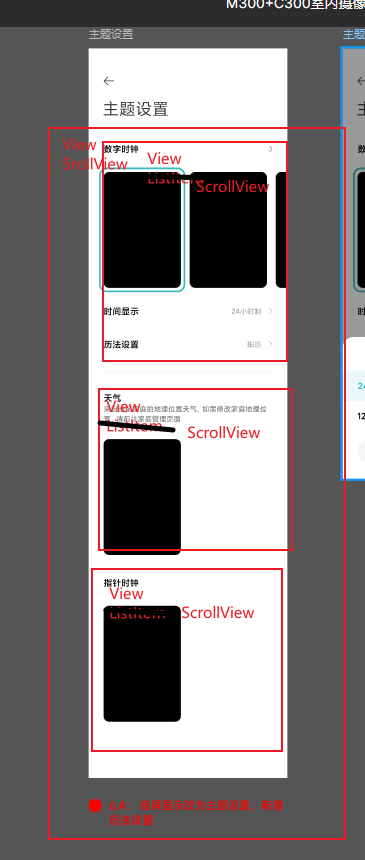 M300+C300室内摄像
主题设置
主题
主题设置
数字时钟
3
View
SrollView
View
ListItem
ScrollView
时间显示
24小时制
历法设置
阳历
24
12
天气
的地理位置天气, 如需修改家庭地理位
置, 请前往家庭管理页面
View
ListItem
ScrollView
指针时钟
View
ListItem
ScrollView
历法设置